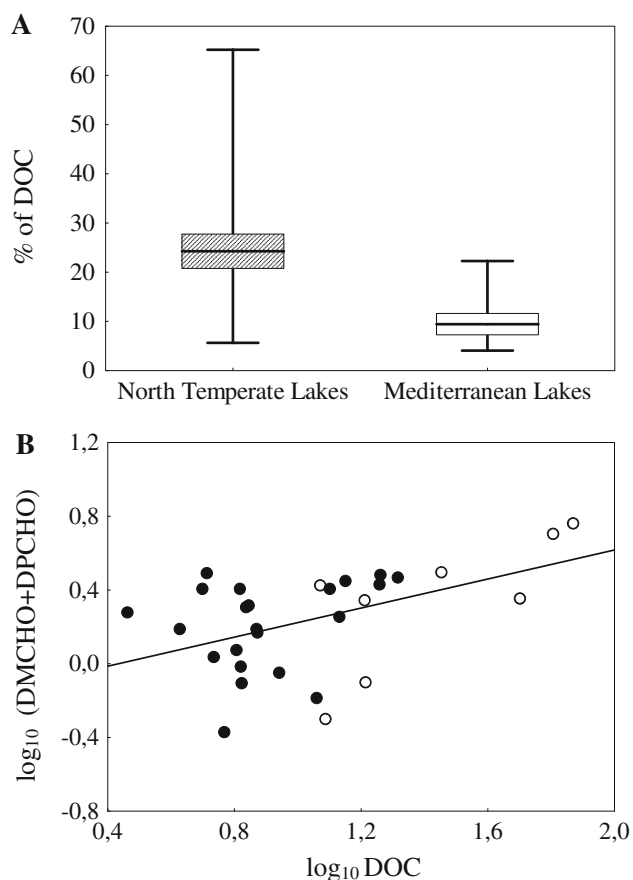 A
70
60
50
40
30
20
10
0
% of DOC
North Temperate Lakes
Mediterranean Lakes
B
1,2
0,8
0,4
0,0
-0,4
-0,8
log₁₀ (DMCHO+DPCHO)
0,4 0,8 1,2 1,6 2,0
log₁₀ DOC